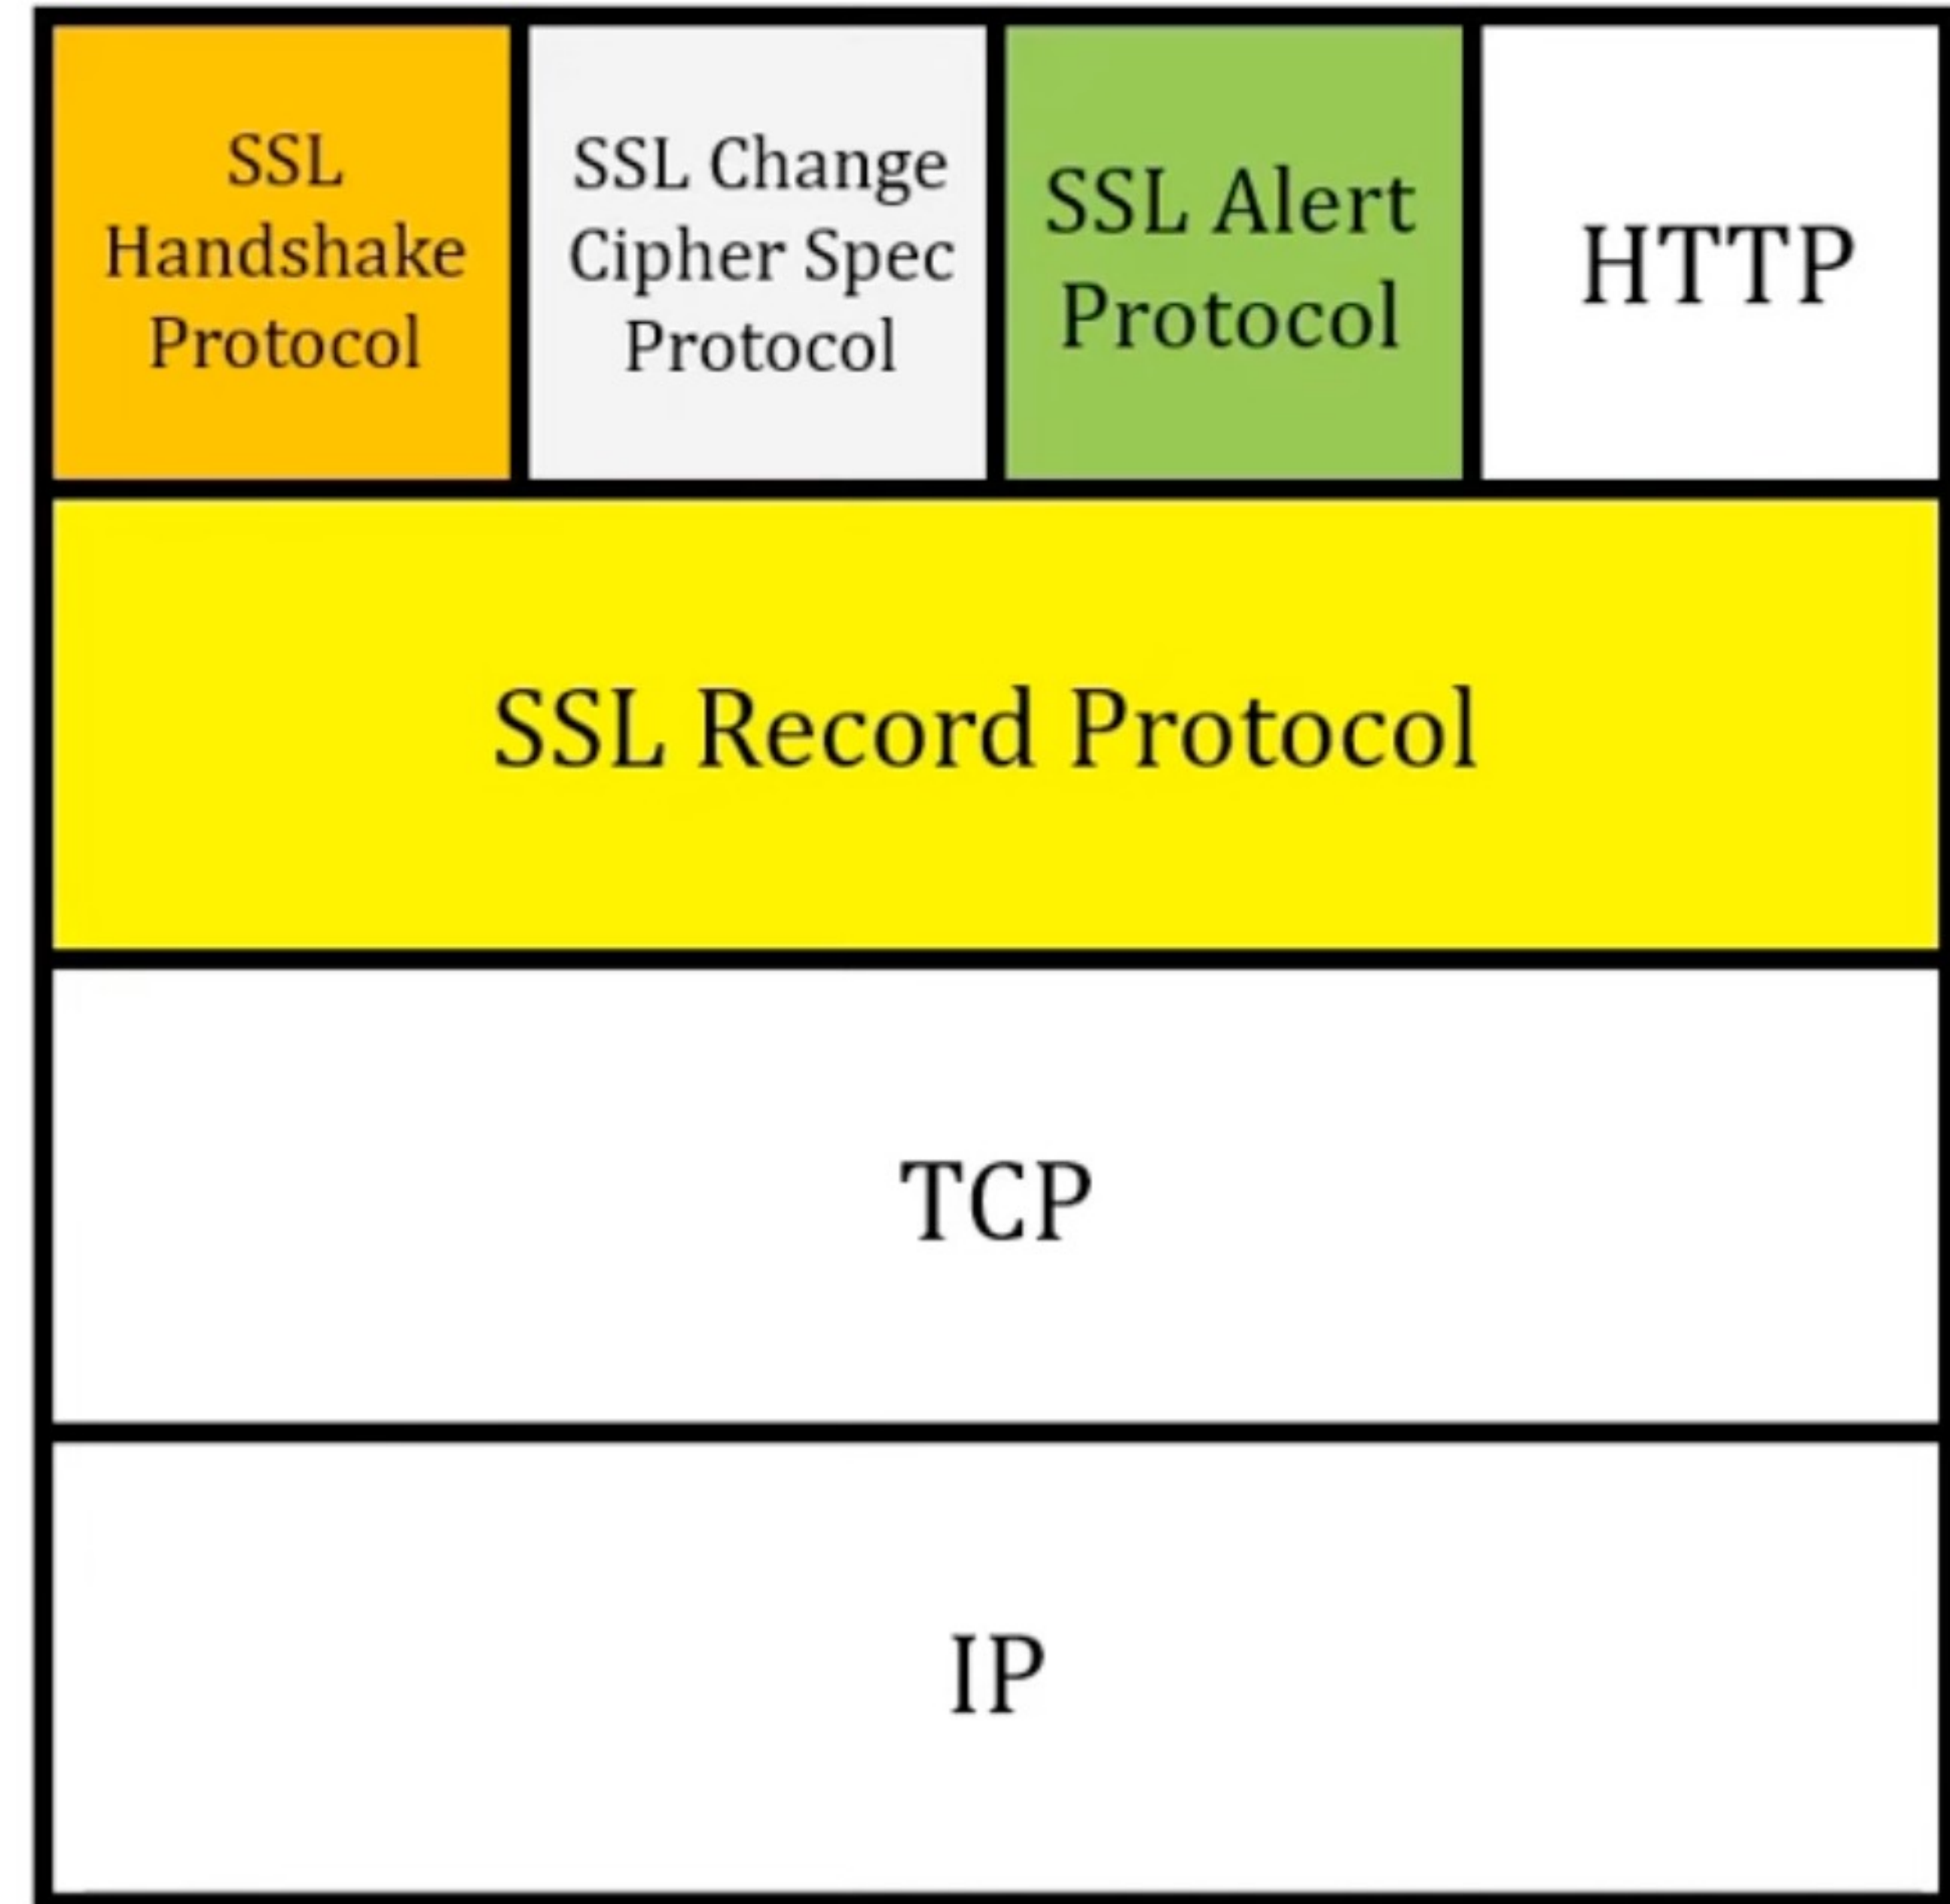 SSL
Handshake
Protocol
SSL Change
Cipher Spec
Protocol
SSL Alert
Protocol
HTTP
SSL Record Protocol
TCP
IP